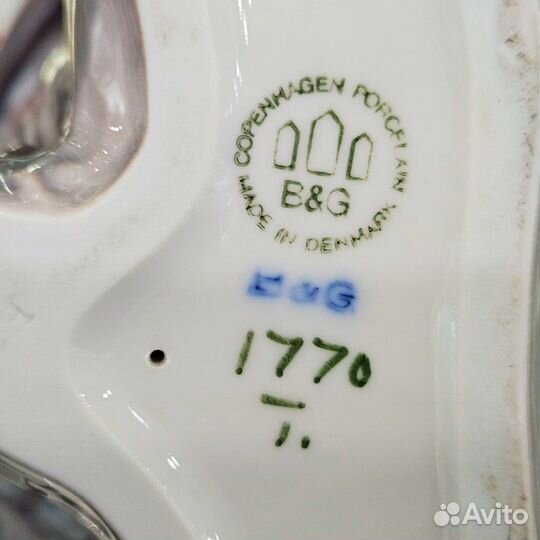 COPENHAGEN PORCELAIN
B&G
MADE IN DENMARK
B&G
1770
Avito